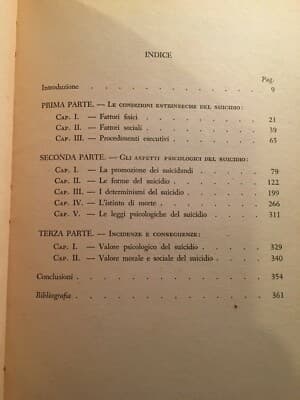 INDICE
Pag.
Introduzione . . . . . . . . . . . 9
PRIMA PARTE. — LE CONDIZIONI ESTRINSECHE DEL SUICIDIO:
CAP. I. — Fattori fisici . . . . . . . . 21
CAP. II. — Fattori sociali . . . . . . . . 39
CAP. III. — Procedimenti esecutivi . . . . . . 65
SECONDA PARTE. — GLI ASPETTI PSICOLOGICI DEL SUICIDIO:
CAP. I. — La promozione dei suicidandi . . . . . 79
CAP. II. — Le forme del suicidio . . . . . . 122
CAP. III. — I determinismi del suicidio . . . . . 199
CAP. IV. — L'istinto di morte . . . . . . . 266
CAP. V. — Le leggi psicologiche del suicidio . . . . 311
TERZA PARTE. — INCIDENZE E CONSEGUENZE:
CAP. I. — Valore psicologico del suicidio . . . . 329
CAP. II. — Valore morale e sociale del suicidio . . . 340
Conclusioni . . . . . . . . . . . 354
Bibliografia . . . . . . . . . . . 361